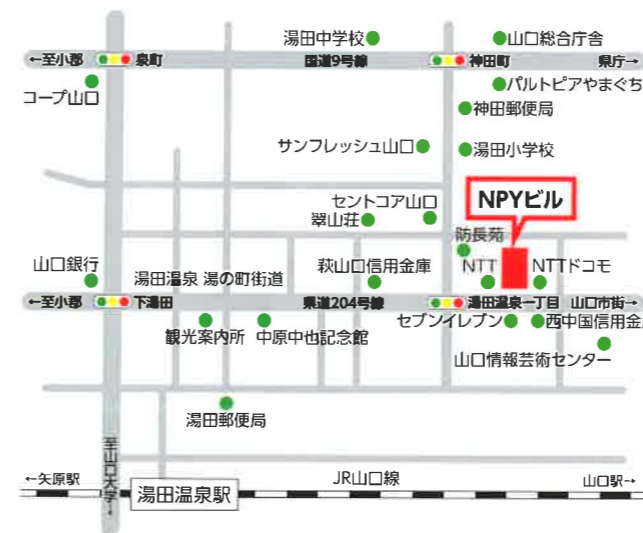 湯田中学校
山口総合庁舎
←至小郡
泉町
国道9号線
神田町
県庁→
コープ山口
パルトピアやまぐち
神田郵便局
サンフレッシュ山口
湯田小学校
NPYビル
セントコア山口
翠山荘
防長苑
山口銀行
湯田温泉 湯の町街道
萩山口信用金庫
NTT
NTTドコモ
←至小郡
下湯田
県道204号線
湯田温泉一丁目
山口市街→
セブンイレブン
西中国信用金
観光案内所
中原中也記念館
山口情報芸術センター
湯田郵便局
至山口大学→
←矢原駅
湯田温泉駅
JR山口線
山口駅→